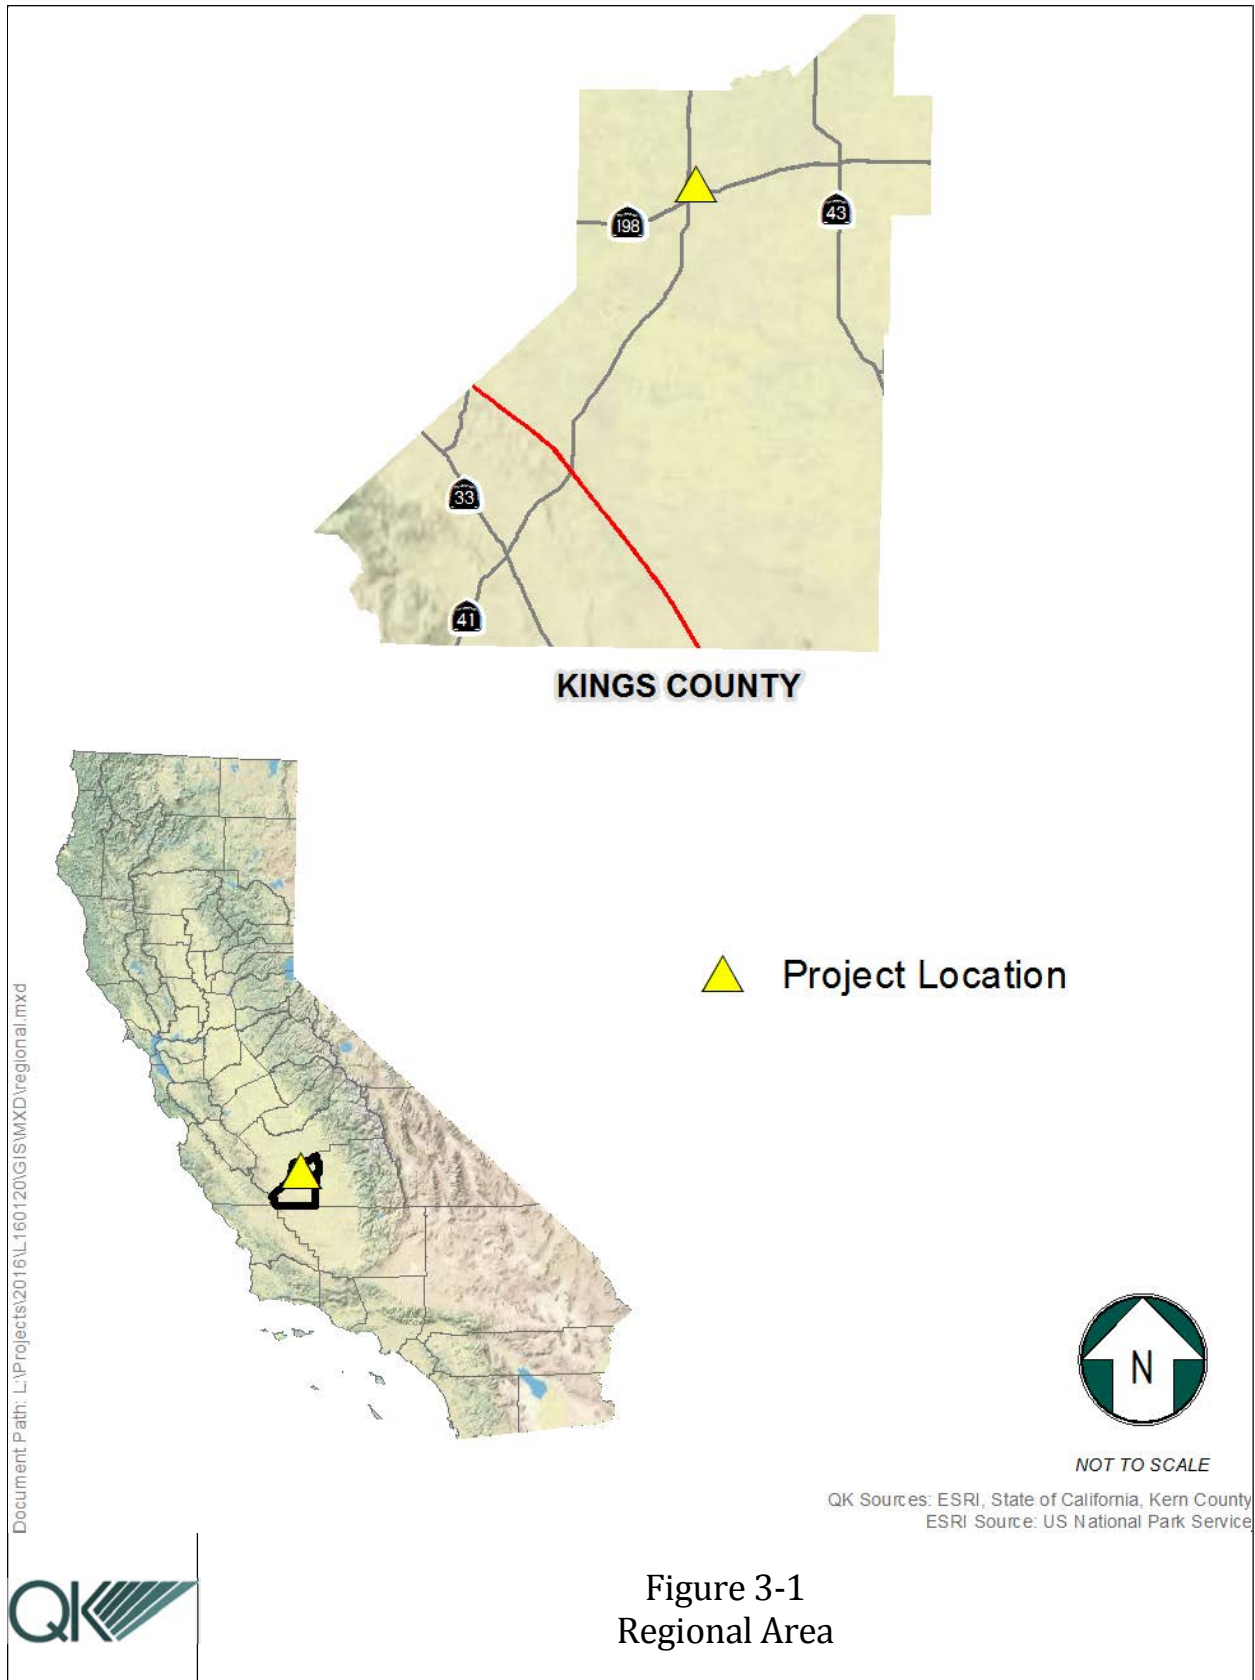 198
43
33
41
KINGS COUNTY
Project Location
Document Path: L:\Projects\2016\L160120\GIS\MXD\regional.mxd
N
NOT TO SCALE
QK Sources: ESRI, State of California, Kern County
ESRI Source: US National Park Service
QK
Figure 3-1
Regional Area